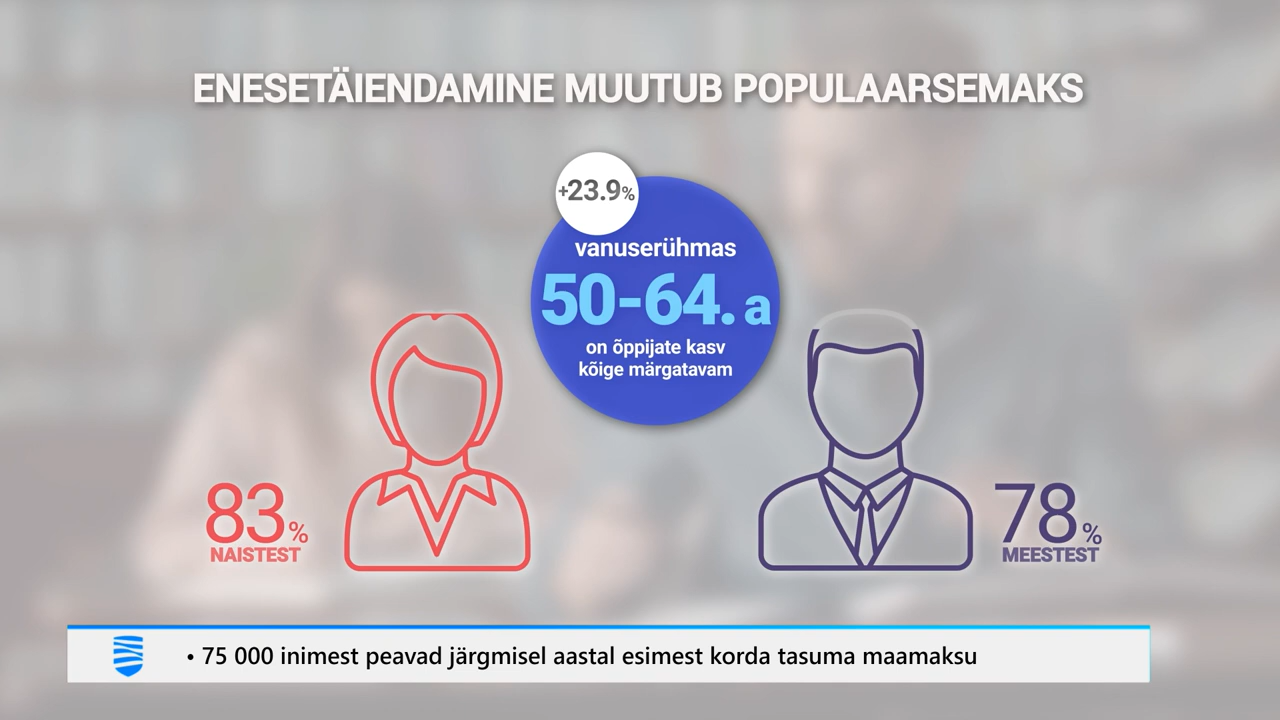 ENESETÄIENDAMINE MUUTUB POPULAARSEMAKS
+23.9%
vanuserühmas
50-64. a
on õppijate kasv
kõige märgatavam
83%
NAISTEST
78%
MEESTEST
• 75 000 inimest peavad järgmisel aastal esimest korda tasuma maamaksu